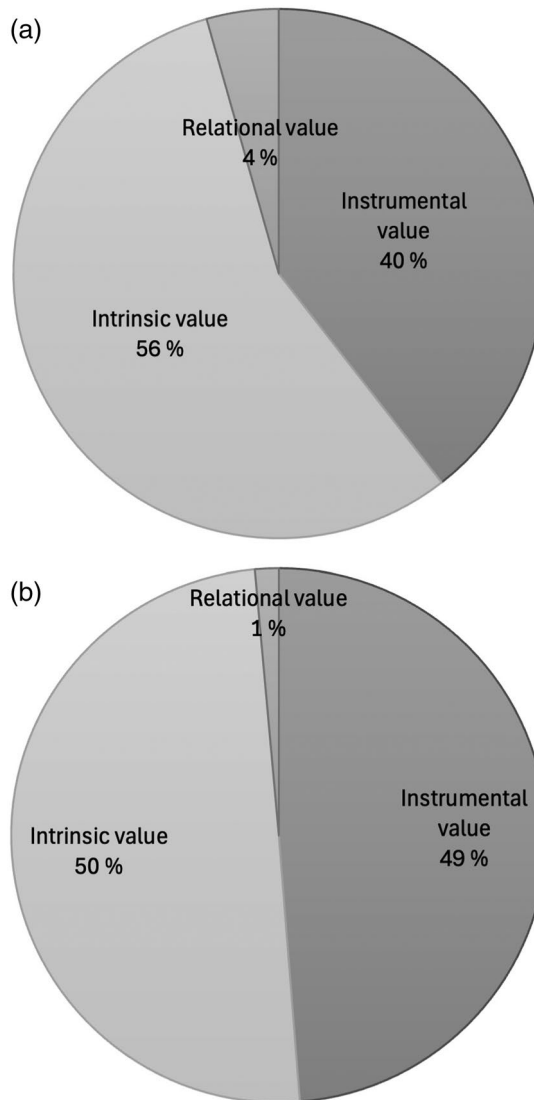 (a)
Relational value
4 %
Instrumental
value
40 %
Intrinsic value
56 %
(b)
Relational value
1 %
Instrumental
value
49 %
Intrinsic value
50 %